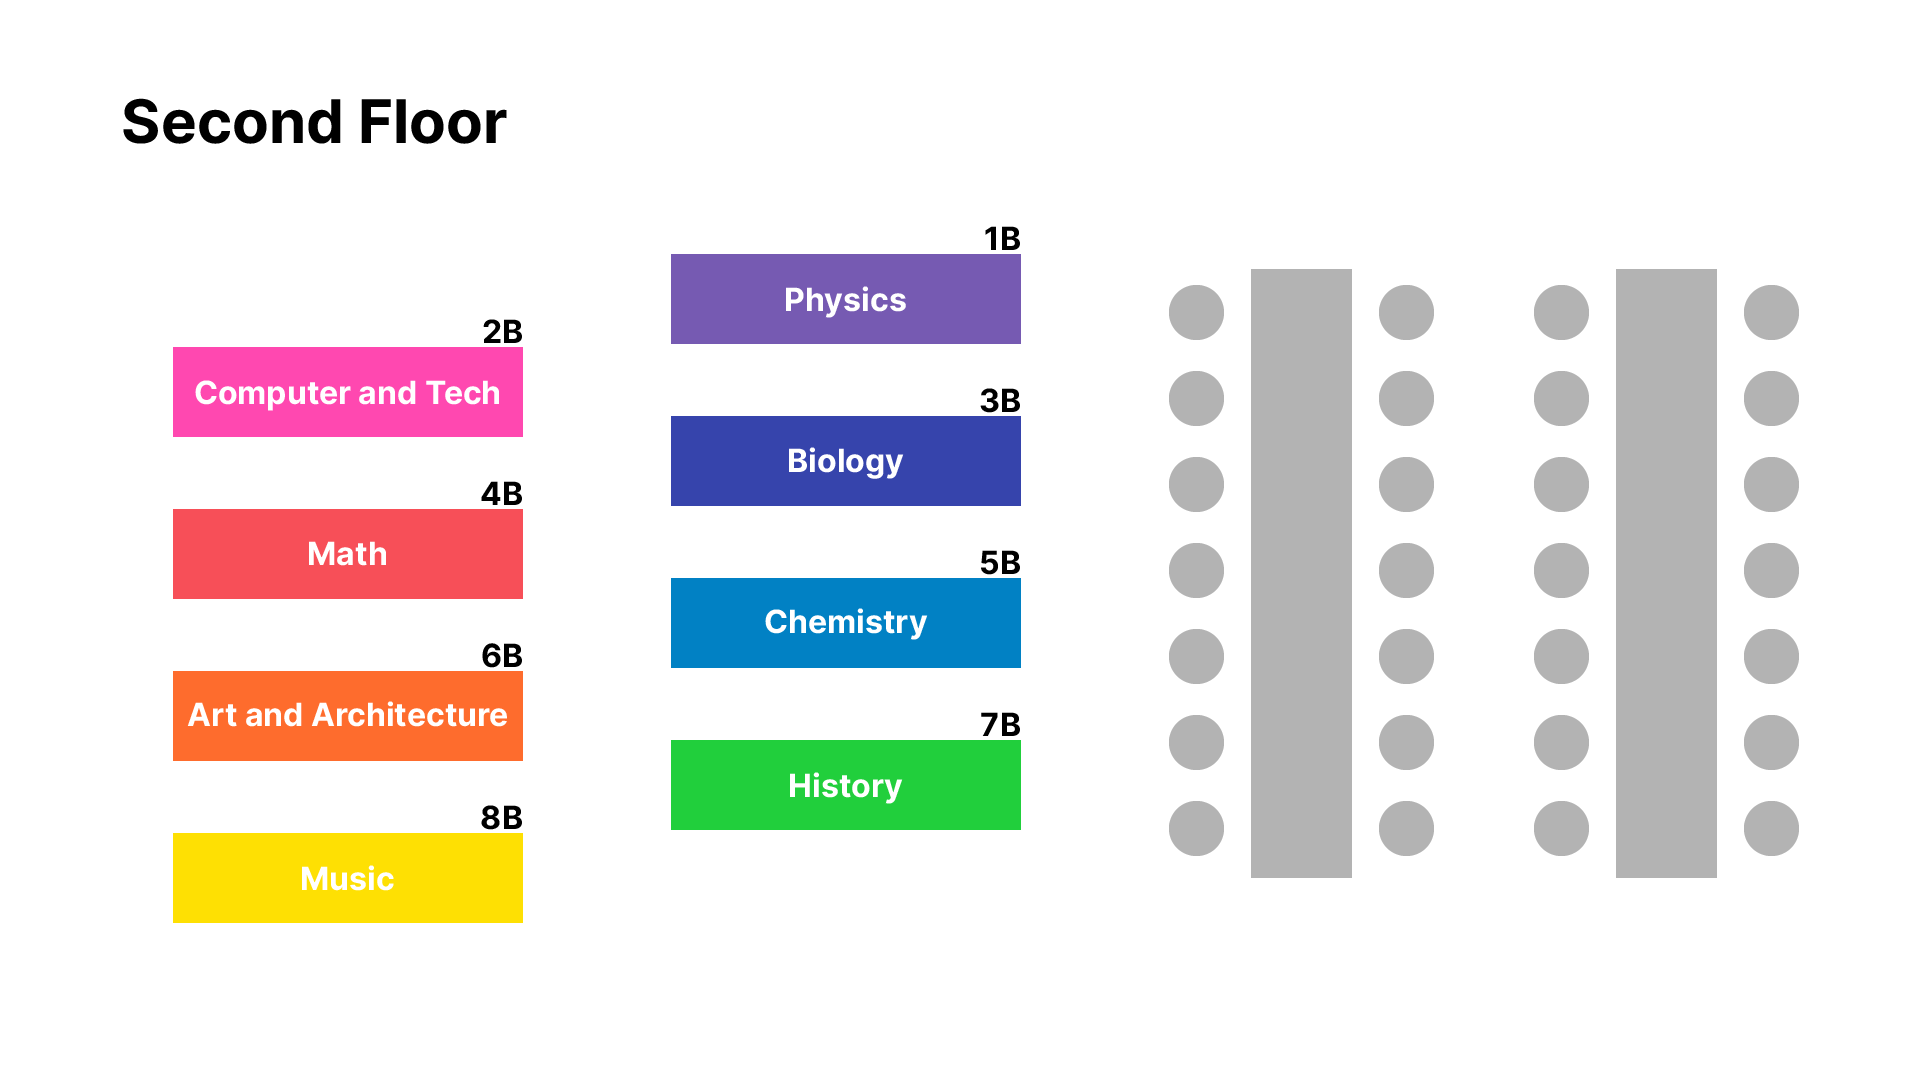 Second Floor
2B
Computer and Tech
4B
Math
6B
Art and Architecture
8B
Music
1B
Physics
3B
Biology
5B
Chemistry
7B
History